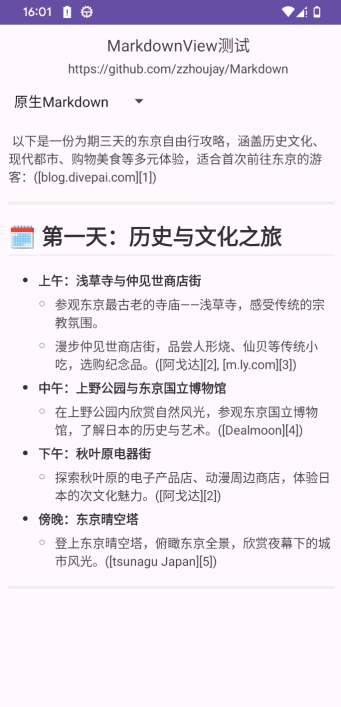 16:01
MarkdownView测试
https://github.com/zzhoujay/Markdown
原生Markdown
以下是一份为期三天的东京自由行攻略，涵盖历史文化、
现代都市、购物美食等多元体验，适合首次前往东京的游
客：([blog.divepai.com][1])
🗓️ 第一天：历史与文化之旅
• 上午：浅草寺与仲见世商店街
○ 参观东京最古老的寺庙——浅草寺，感受传统的宗
教氛围。
○ 漫步仲见世商店街，品尝人形烧、仙贝等传统小
吃，选购纪念品。([阿戈达][2], [m.ly.com][3])
• 中午：上野公园与东京国立博物馆
○ 在上野公园内欣赏自然风光，参观东京国立博物
馆，了解日本的历史与艺术。([Dealmoon][4])
• 下午：秋叶原电器街
○ 探索秋叶原的电子产品店、动漫周边商店，体验日
本的次文化魅力。([阿戈达][2])
• 傍晚：东京晴空塔
○ 登上东京晴空塔，俯瞰东京全景，欣赏夜幕下的城
市风光。([tsunagu Japan][5])